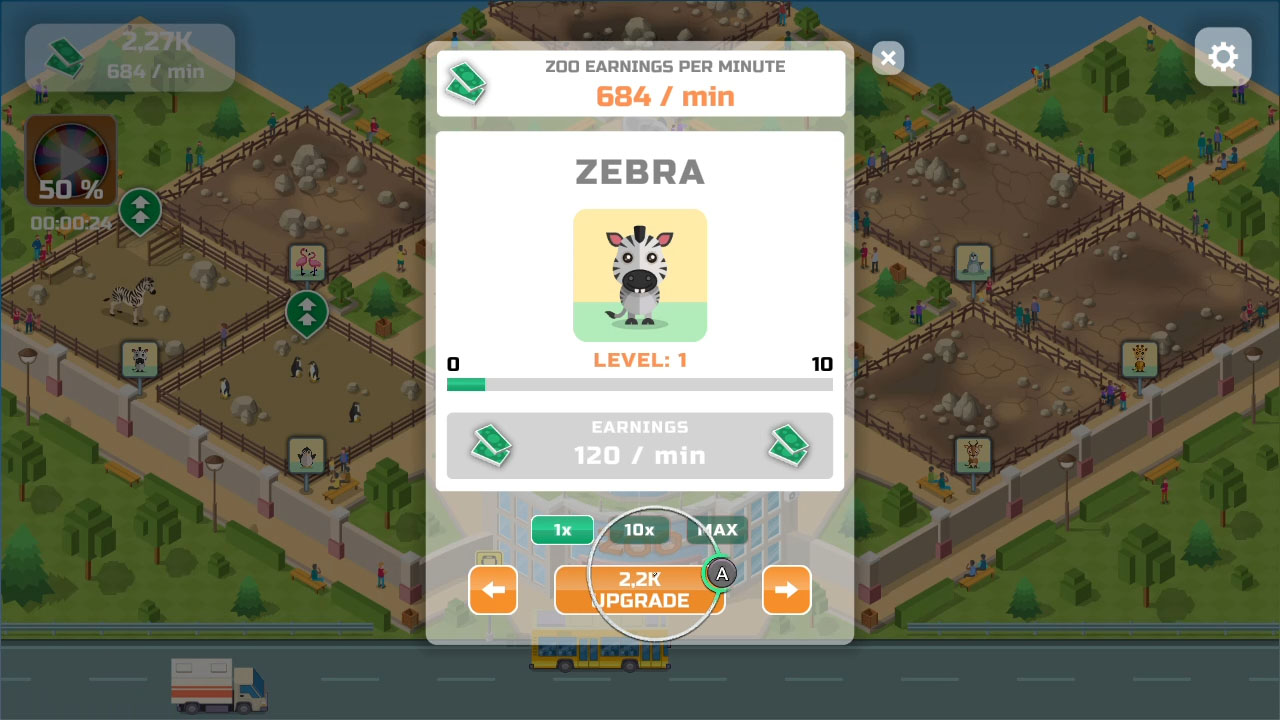 2,27K
684 / min
50 %
00:00:24
ZOO EARNINGS PER MINUTE
684 / min
ZEBRA
0
LEVEL: 1
10
EARNINGS
120 / min
1x
10x
MAX
ZOO
2,2K
UPGRADE
A